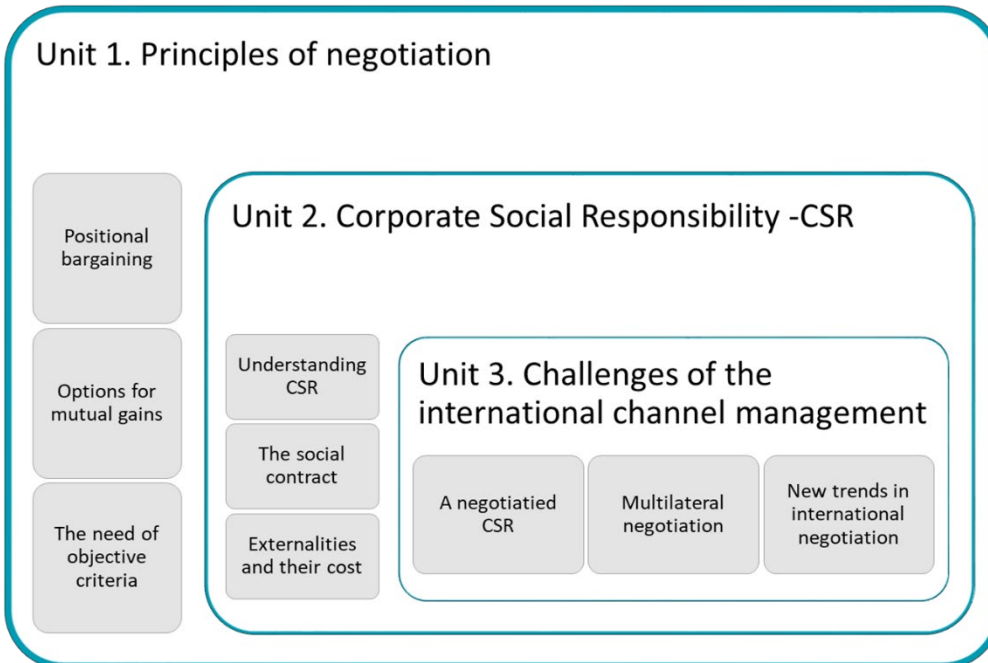 Unit 1. Principles of negotiation
Positional
bargaining
Options for
mutual gains
The need of
objective
criteria
Unit 2. Corporate Social Responsibility -CSR
Understanding
CSR
The social
contract
Externalities
and their cost
Unit 3. Challenges of the
international channel management
A negotiatied
CSR
Multilateral
negotiation
New trends in
international
negotiation